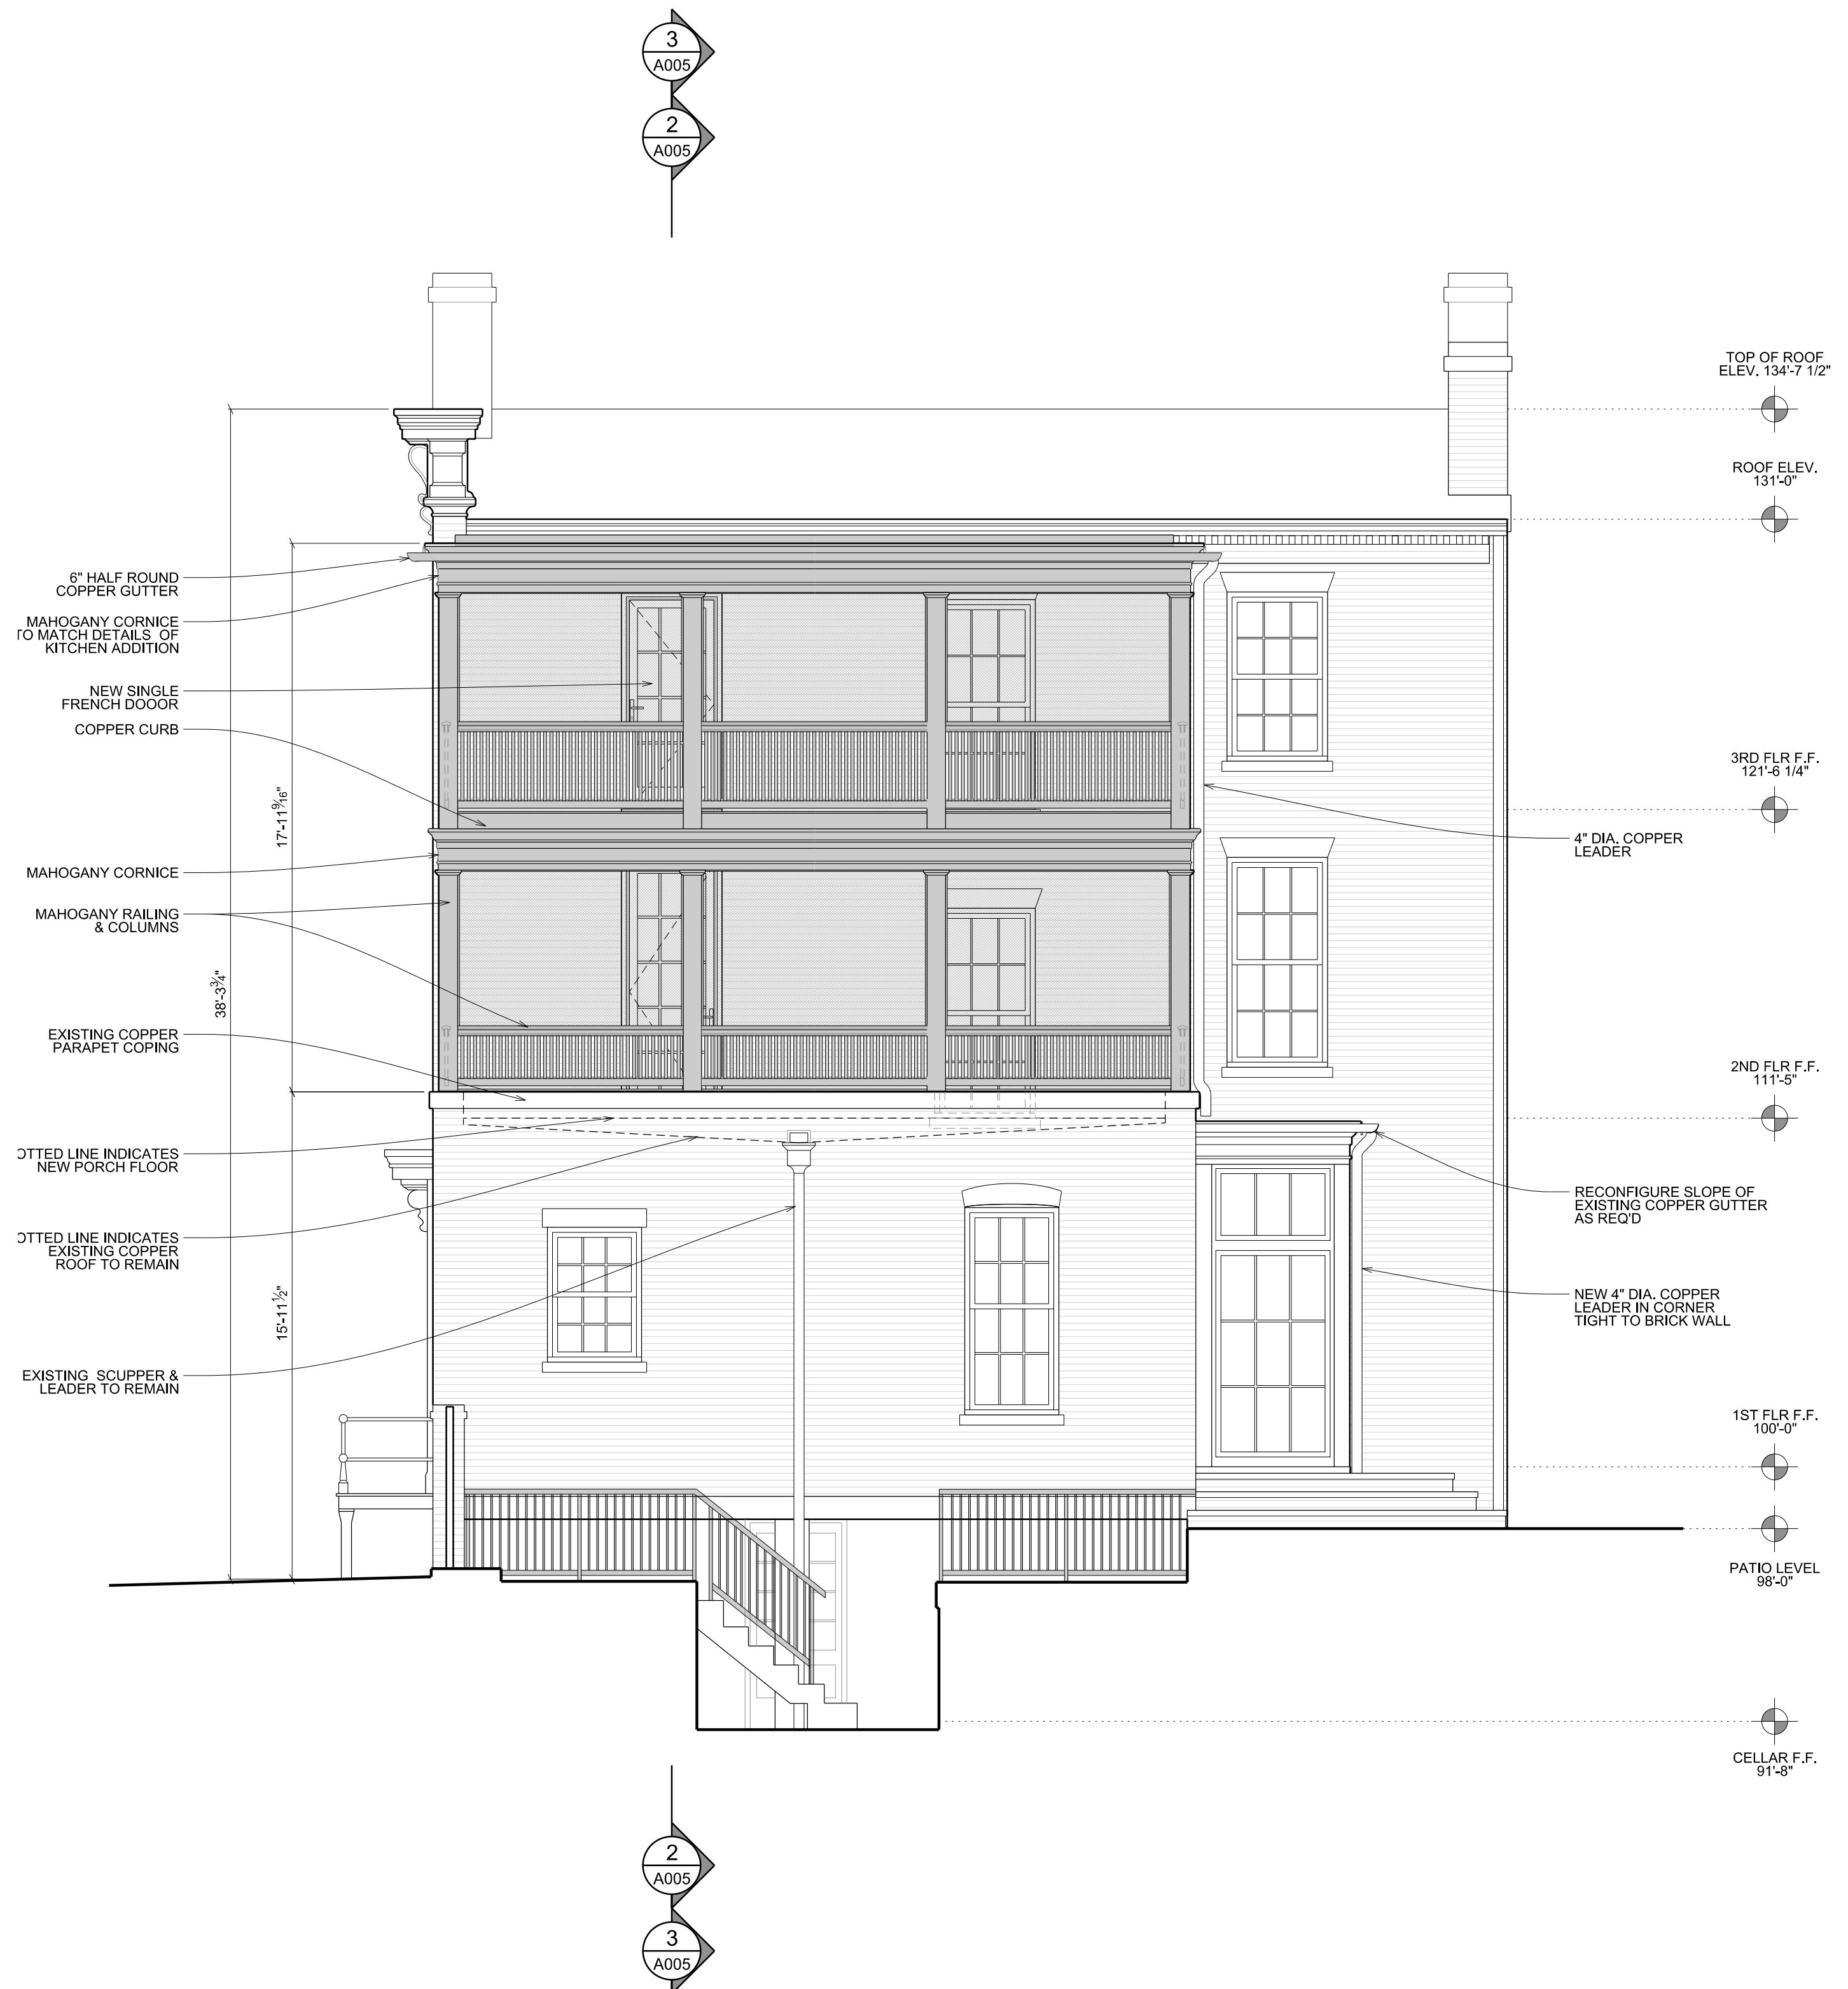 3
A005
2
A005
TOP OF ROOF
ELEV. 134'-7 1/2"
ROOF ELEV.
131'-0"
6" HALF ROUND
COPPER GUTTER
MAHOGANY CORNICE
TO MATCH DETAILS OF
KITCHEN ADDITION
NEW SINGLE
FRENCH DOOOR
COPPER CURB
3RD FLR F.F.
121'-6 1/4"
17'-11 9/16"
4" DIA. COPPER
LEADER
MAHOGANY CORNICE
MAHOGANY RAILING
& COLUMNS
38'-3 3/4"
EXISTING COPPER
PARAPET COPING
2ND FLR F.F.
111'-5"
OTTED LINE INDICATES
NEW PORCH FLOOR
RECONFIGURE SLOPE OF
EXISTING COPPER GUTTER
AS REQ'D
OTTED LINE INDICATES
EXISTING COPPER
ROOF TO REMAIN
15'-11 1/2"
NEW 4" DIA. COPPER
LEADER IN CORNER
TIGHT TO BRICK WALL
EXISTING SCUPPER &
LEADER TO REMAIN
1ST FLR F.F.
100'-0"
PATIO LEVEL
98'-0"
CELLAR F.F.
91'-8"
2
A005
3
A005